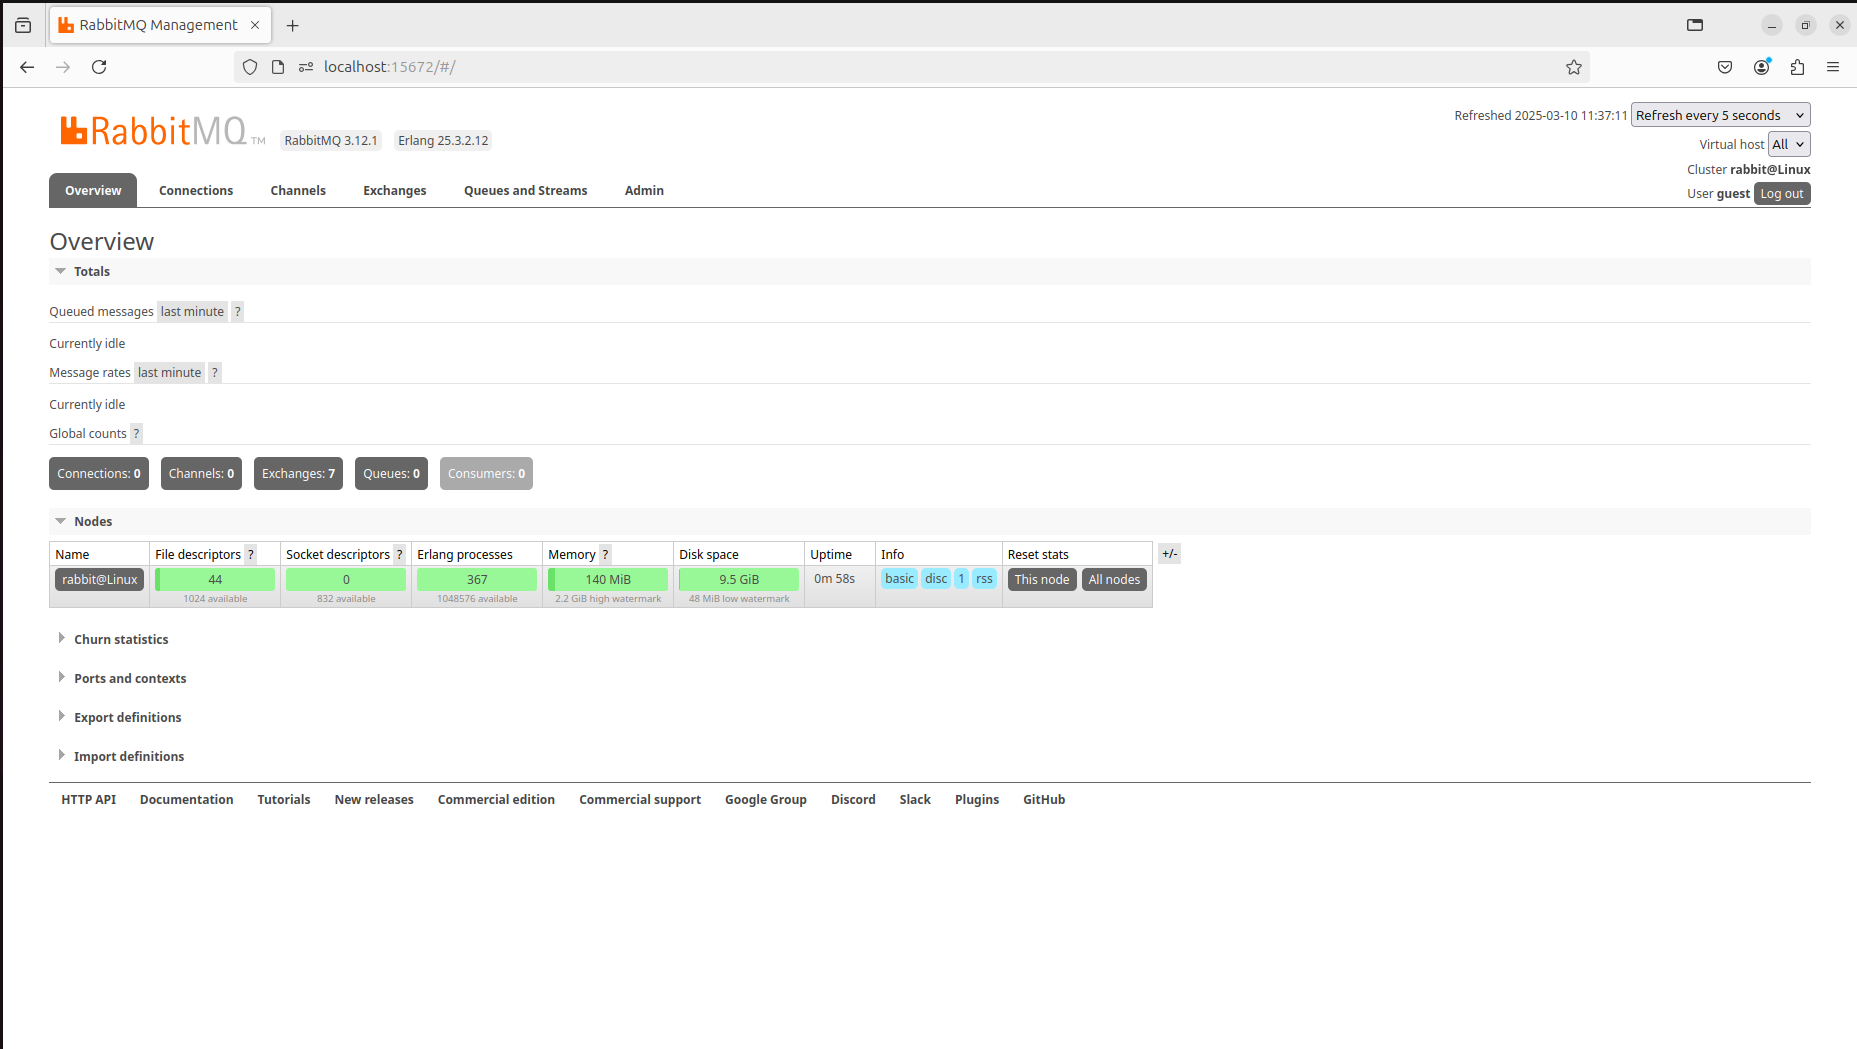 RabbitMQ Management
localhost:15672/#/
RabbitMQ TM RabbitMQ 3.12.1 Erlang 25.3.2.12
Refreshed 2025-03-10 11:37:11 Refresh every 5 seconds
Virtual host All
Cluster rabbit@Linux
User guest Log out
Overview Connections Channels Exchanges Queues and Streams Admin
Overview
Totals
Queued messages last minute ?
Currently idle
Message rates last minute ?
Currently idle
Global counts ?
Connections: 0 Channels: 0 Exchanges: 7 Queues: 0 Consumers: 0
Nodes
Name File descriptors ? Socket descriptors ? Erlang processes Memory ? Disk space Uptime Info Reset stats +/-
rabbit@Linux 44 0 367 140 MiB 9.5 GiB 0m 58s basic disc 1 rss This node All nodes
1024 available 832 available 1048576 available 2.2 GiB high watermark 48 MiB low watermark
Churn statistics
Ports and contexts
Export definitions
Import definitions
HTTP API Documentation Tutorials New releases Commercial edition Commercial support Google Group Discord Slack Plugins GitHub